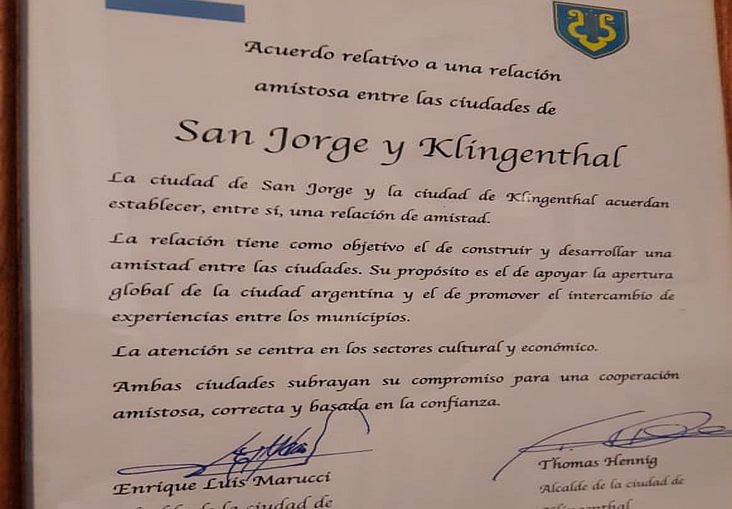 Acuerdo relativo a una relación
amistosa entre las ciudades de
San Jorge y Klingenthal
La ciudad de San Jorge y la ciudad de Klingenthal acuerdan
establecer, entre sí, una relación de amistad.
La relación tiene como objetivo el de construir y desarrollar una
amistad entre las ciudades. Su propósito es el de apoyar la apertura
global de la ciudad argentina y el de promover el intercambio de
experiencias entre los municipios.
La atención se centra en los sectores cultural y económico.
Ambas ciudades subrayan su compromiso para una cooperación
amistosa, correcta y basada en la confianza.
Enrique Luis Marucci
de la ciudad de
Thomas Hennig
Alcalde de la ciudad de